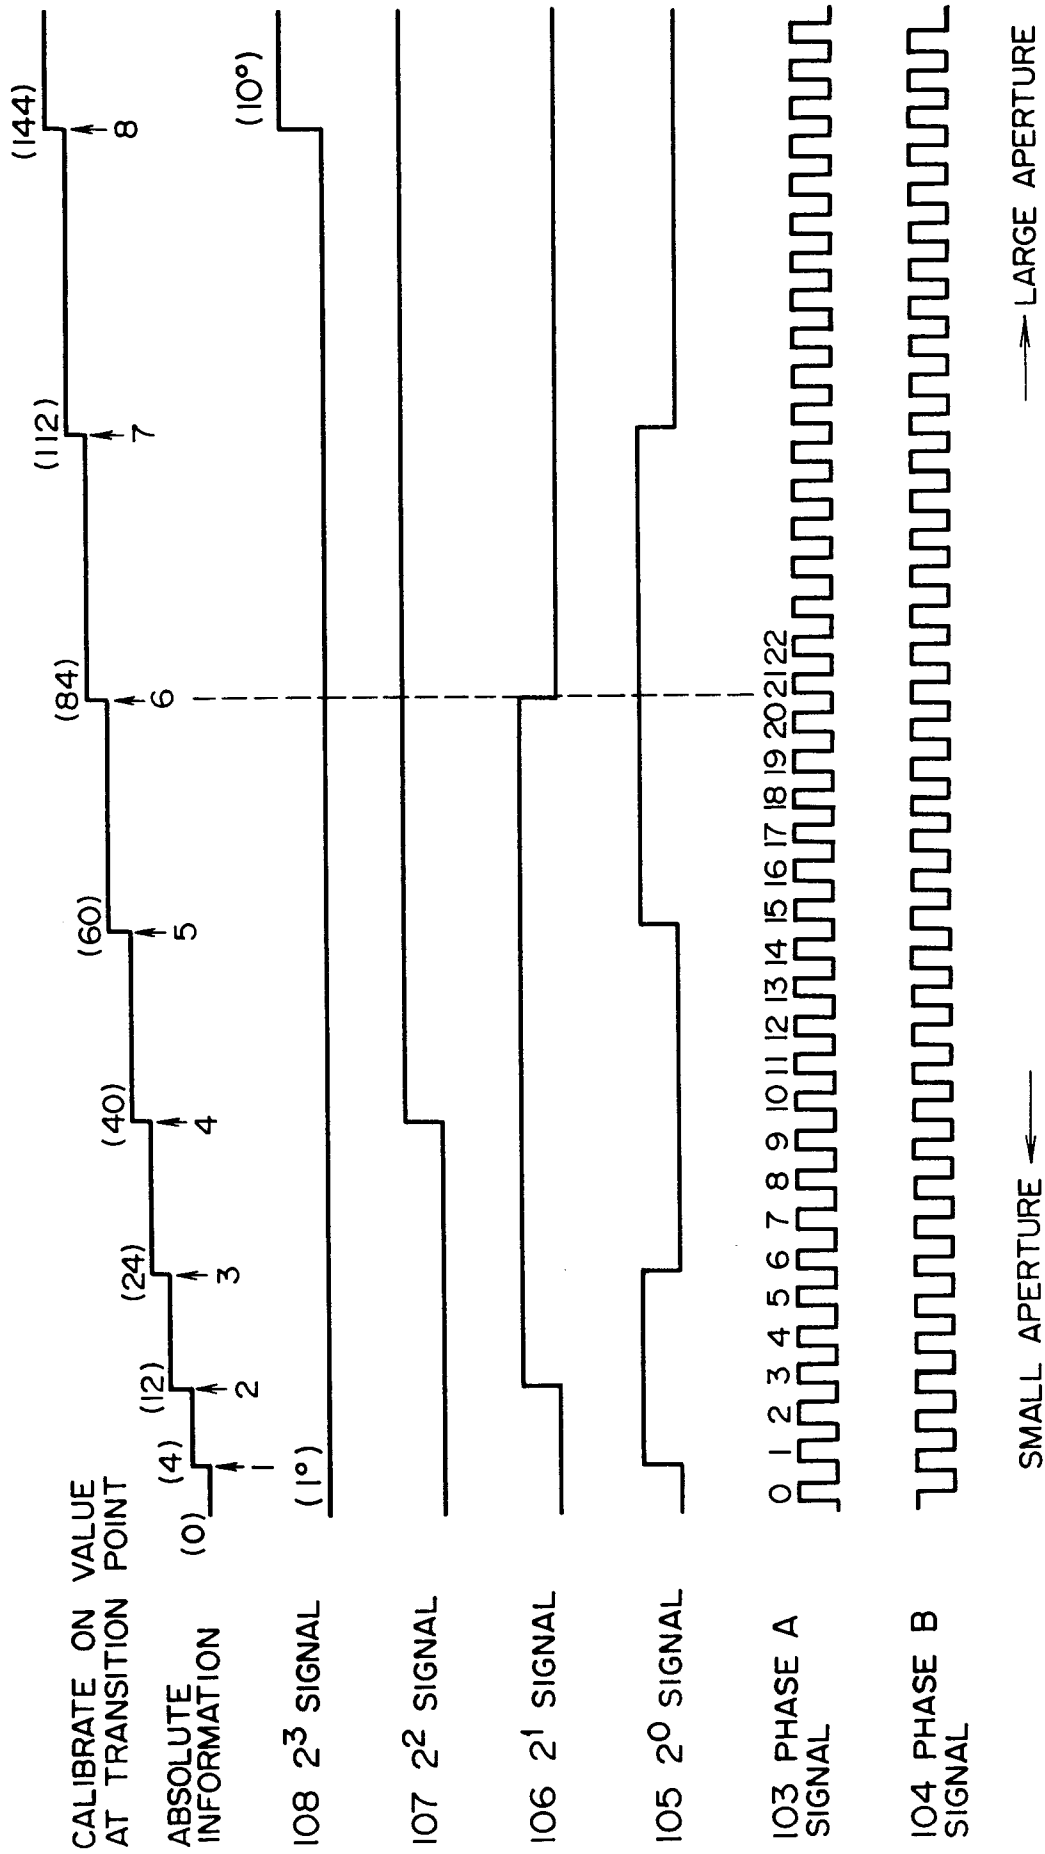 CALIBRATE ON VALUE
AT TRANSITION POINT
(0) (4) (12) (24) (40) (60) (84) (112) (144)
ABSOLUTE
INFORMATION
1 2 3 4 5 6 7 8
108 2³ SIGNAL (1°) (10°)
107 2² SIGNAL
106 2¹ SIGNAL
105 2⁰ SIGNAL
0 1 2 3 4 5 6 7 8 9 10 11 12 13 14 15 16 17 18 19 20 21 22
103 PHASE A
SIGNAL
104 PHASE B
SIGNAL
SMALL APERTURE ← → LARGE APERTURE